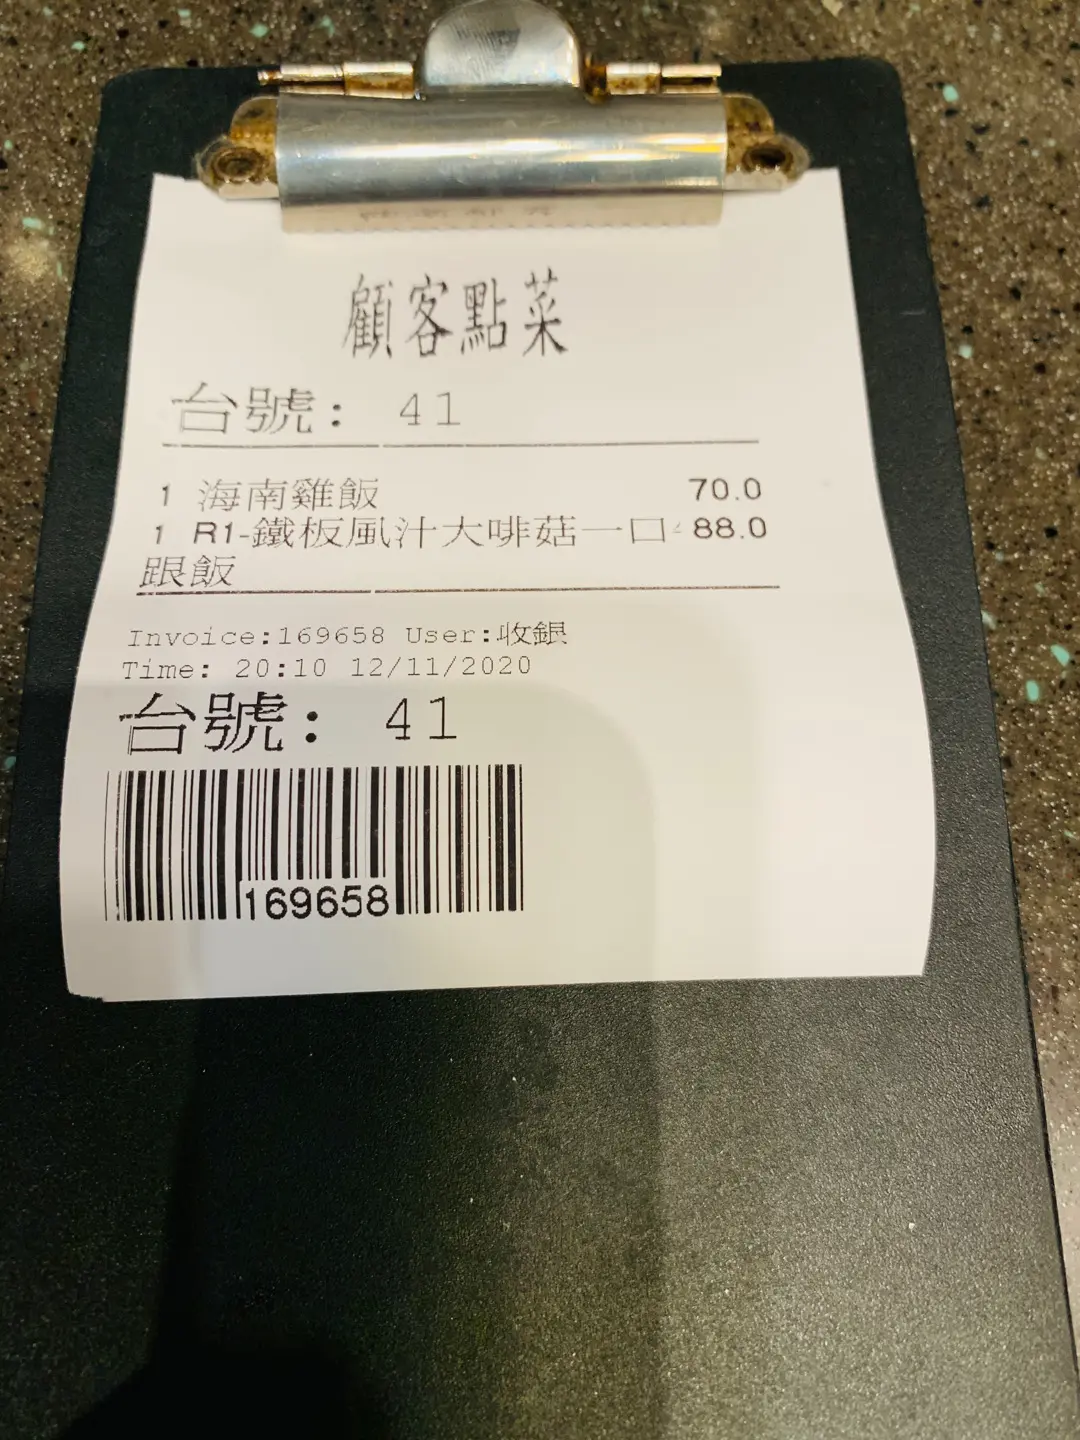 顧客點菜
台號: 41
1 海南雞飯 70.0
1 R1-鐵板風汁大啡菇一口 88.0
跟飯
Invoice:169658 User:收銀
Time: 20:10 12/11/2020
台號: 41
169658